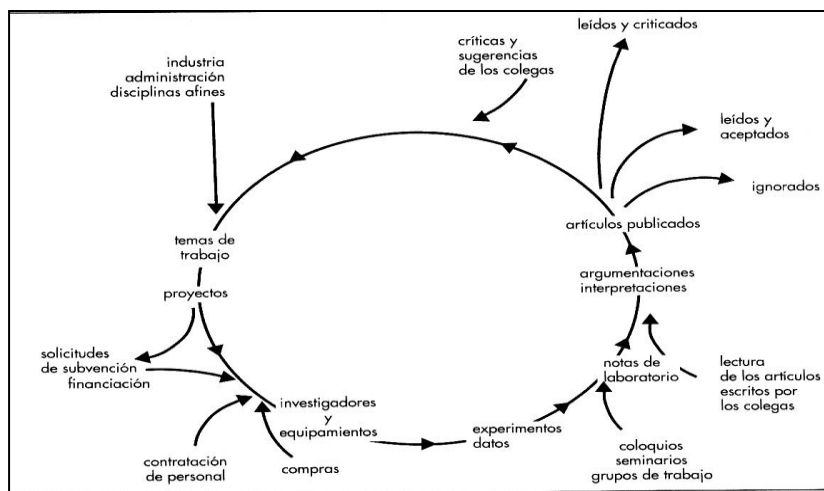 leídos y criticados
críticas y
sugerencias
de los colegas
industria
administración
disciplinas afines
leídos y
aceptados
ignorados
artículos publicados
temas de
trabajo
argumentaciones
interpretaciones
proyectos
solicitudes
de subvención
financiación
notas de
laboratorio
lectura
de los artículos
escritos por
los colegas
investigadores
y
equipamientos
experimentos
datos
contratación
de personal
compras
coloquios
seminarios
grupos de trabajo